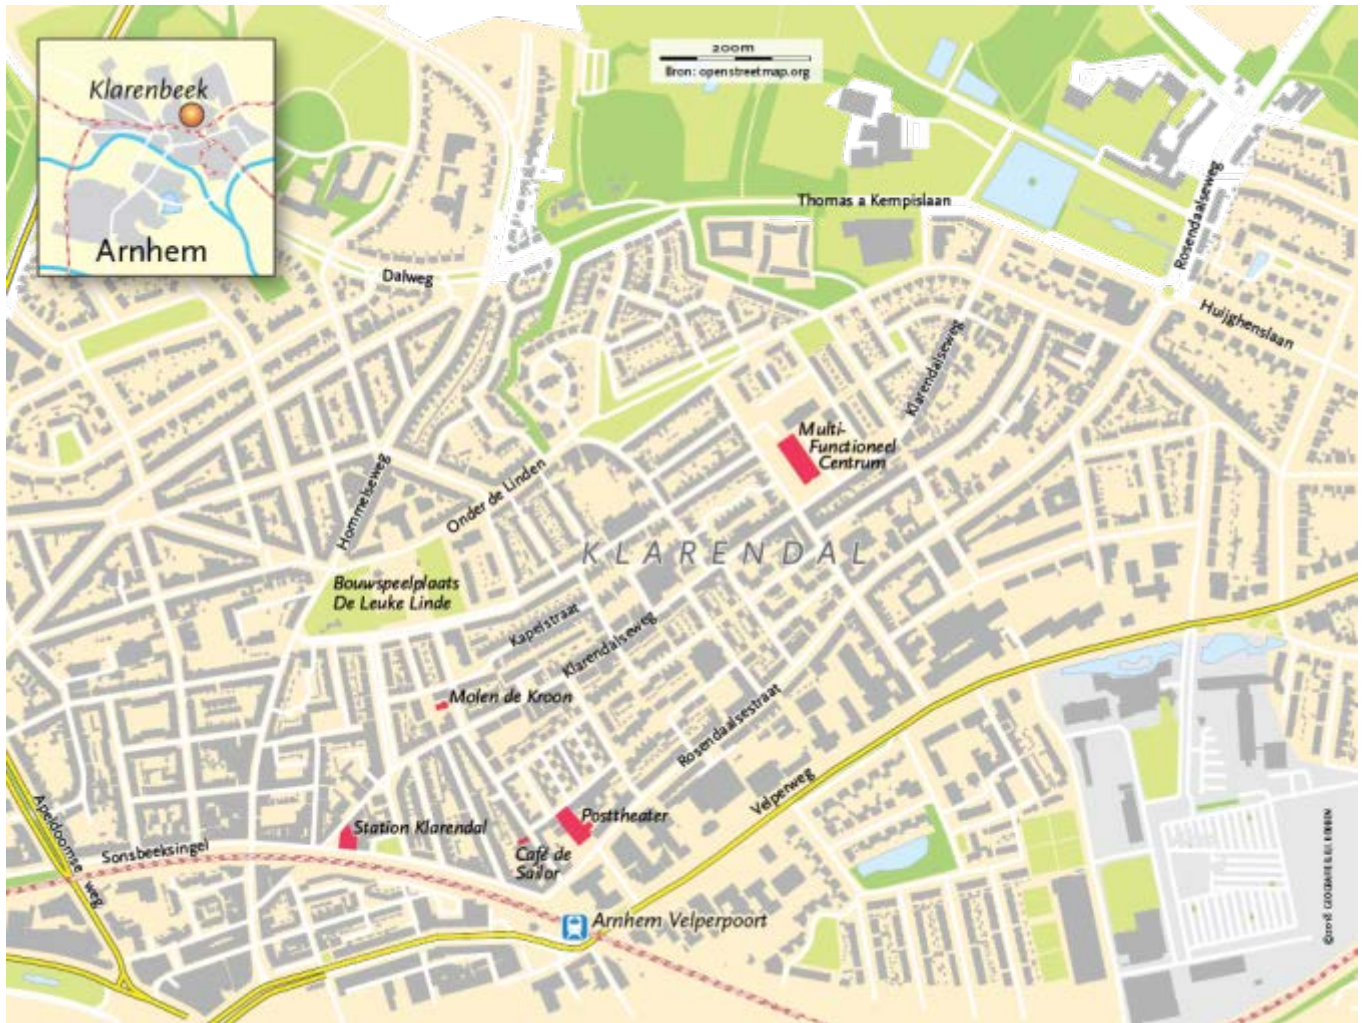 Klarenbeek
Arnhem
200m
Bron: openstreetmap.org
Thomas a Kempislaan
Rosendaalseweg
Dalweg
Huijghenslaan
Klarendalseweg
Multi-
Functioneel
Centrum
Hommelseweg
Onder de Linden
KLARENDAL
Bouwspeelplaats
De Leuke Linde
Kapelstraat
Klarendalseweg
Molen de Kroon
Rosendaalsestraat
Velperweg
Posttheater
Station Klarendal
Café de
Sailor
Apeldoornse weg
Sonsbeeksingel
Arnhem Velperpoort